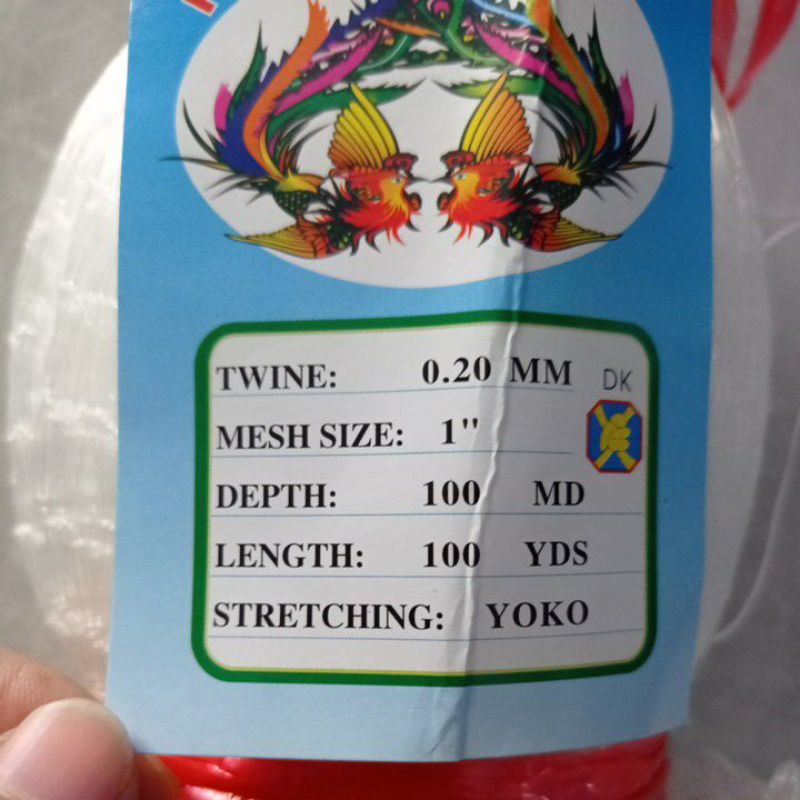 TWINE: 0.20 MM DK
MESH SIZE: 1"
DEPTH: 100 MD
LENGTH: 100 YDS
STRETCHING: YOKO